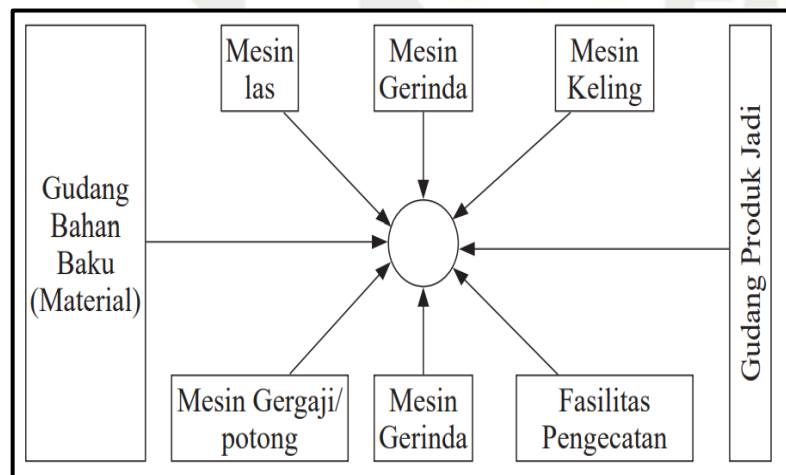 Mesin
las
Mesin
Gerinda
Mesin
Keling
Gudang
Bahan
Baku
(Material)
Gudang Produk Jadi
Mesin Gergaji/
potong
Mesin
Gerinda
Fasilitas
Pengecatan